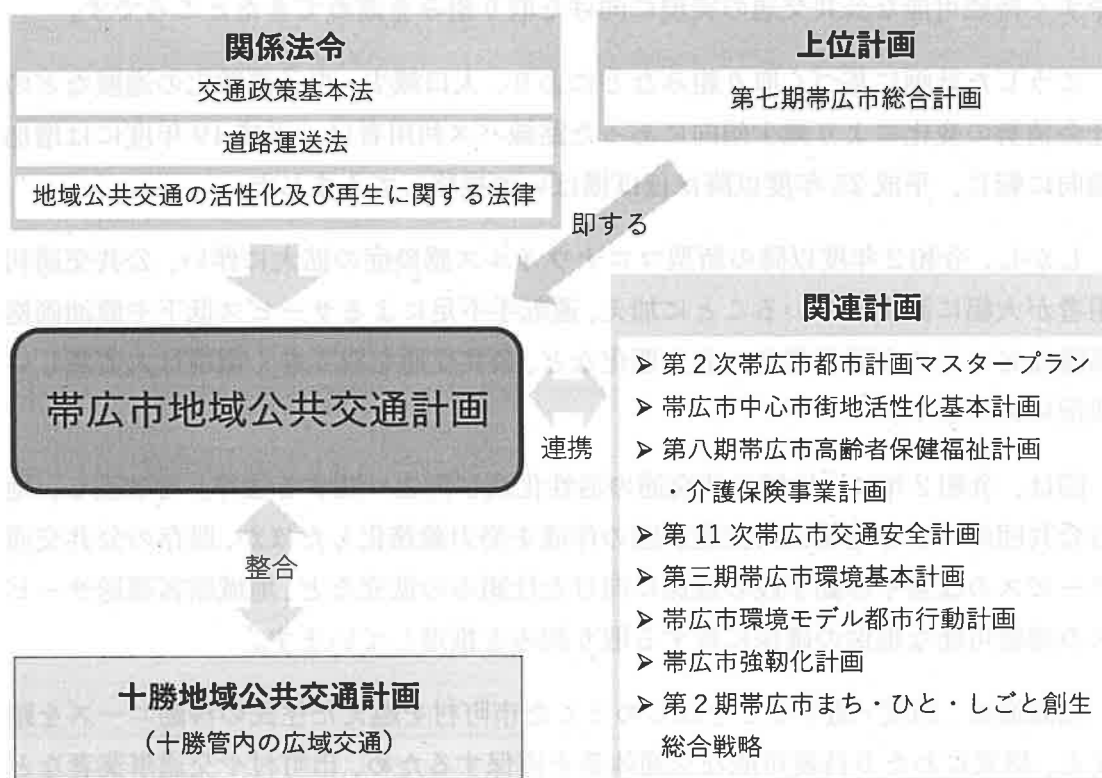 関係法令
交通政策基本法
道路運送法
地域公共交通の活性化及び再生に関する法律
上位計画
第七期帯広市総合計画
即する
帯広市地域公共交通計画
連携
関連計画
➤ 第2次帯広市都市計画マスタープラン
➤ 帯広市中心市街地活性化基本計画
➤ 第八期帯広市高齢者保健福祉計画
・介護保険事業計画
➤ 第11次帯広市交通安全計画
➤ 第三期帯広市環境基本計画
➤ 帯広市環境モデル都市行動計画
➤ 帯広市強靭化計画
➤ 第2期帯広市まち・ひと・しごと創生
総合戦略
整合
十勝地域公共交通計画
(十勝管内の広域交通)